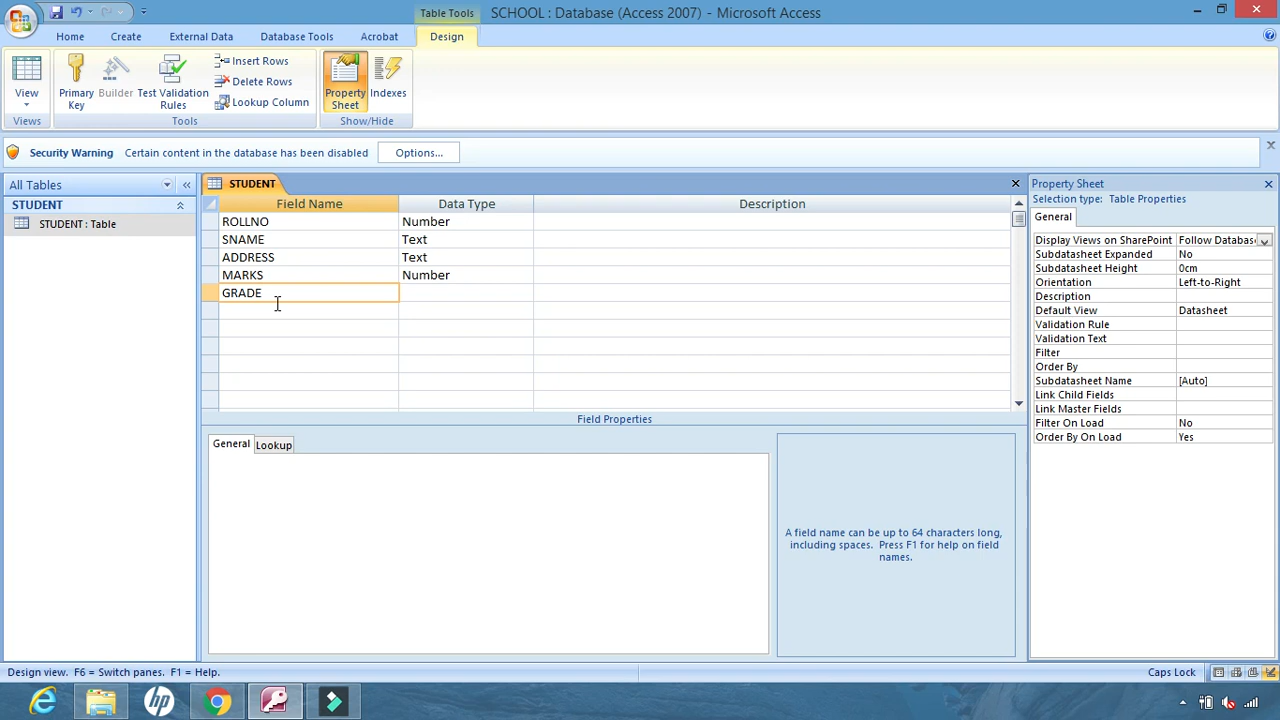 Table Tools
SCHOOL : Database (Access 2007) - Microsoft Access
Home Create External Data Database Tools Acrobat Design
View
Primary Key
Builder
Test Validation Rules
Insert Rows
Delete Rows
Lookup Column
Property Sheet
Indexes
Views Tools Show/Hide
Security Warning Certain content in the database has been disabled Options...
All Tables
STUDENT
STUDENT : Table
STUDENT
Field Name Data Type Description
ROLLNO Number
SNAME Text
ADDRESS Text
MARKS Number
GRADE
Field Properties
General Lookup
A field name can be up to 64 characters long,
including spaces. Press F1 for help on field
names.
Property Sheet
Selection type: Table Properties
General
Display Views on SharePoint Follow Databas
Subdatasheet Expanded No
Subdatasheet Height 0cm
Orientation Left-to-Right
Description
Default View Datasheet
Validation Rule
Validation Text
Filter
Order By
Subdatasheet Name [Auto]
Link Child Fields
Link Master Fields
Filter On Load No
Order By On Load Yes
Design view. F6 = Switch panes. F1 = Help. Caps Lock
hp